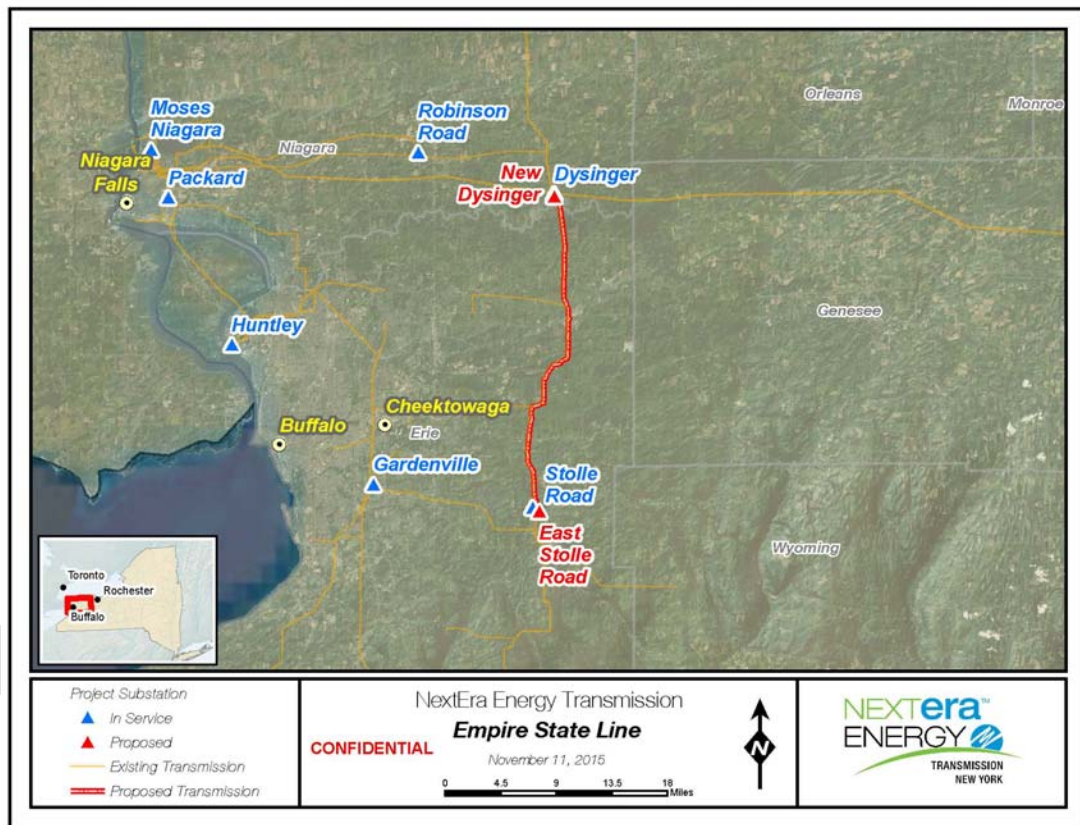 Orleans
Monroe
Moses
Niagara
Robinson
Road
Niagara
Niagara
Falls
Packard
New
Dysinger
Dysinger
Genesee
Huntley
Cheektowaga
Buffalo
Erie
Gardenville
Stolle
Road
East
Stolle
Road
Wyoming
Toronto
Rochester
Buffalo
Project Substation
In Service
Proposed
Existing Transmission
Proposed Transmission
NextEra Energy Transmission
Empire State Line
CONFIDENTIAL
November 11, 2015
0 4.5 9 13.5 18
Miles
N
NEXTera™
ENERGY
TRANSMISSION
NEW YORK